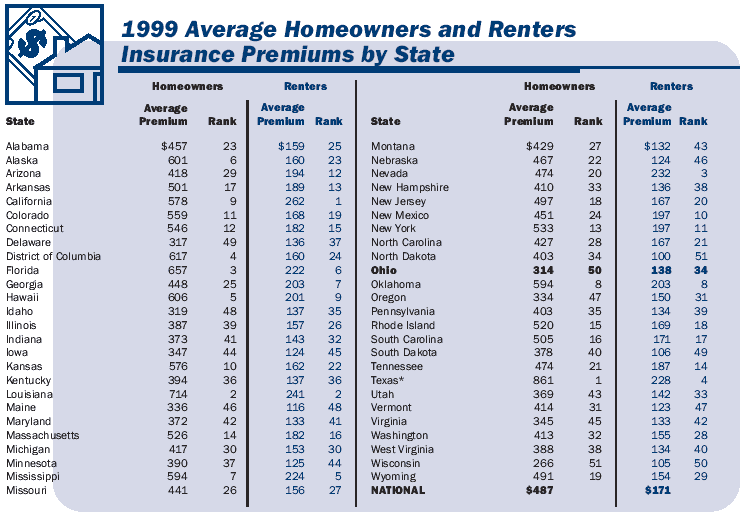 1999 Average Homeowners and Renters
Insurance Premiums by State
Homeowners Renters Homeowners Renters
Average Average Average Average
State Premium Rank Premium Rank State Premium Rank Premium Rank
Alabama $457 23 $159 25 Montana $429 27 $132 43
Alaska 601 6 160 23 Nebraska 467 22 124 46
Arizona 418 29 194 12 Nevada 474 20 232 3
Arkansas 501 17 189 13 New Hampshire 410 33 136 38
California 578 9 262 1 New Jersey 497 18 167 20
Colorado 559 11 168 19 New Mexico 451 24 197 10
Connecticut 546 12 182 15 New York 533 13 197 11
Delaware 317 49 136 37 North Carolina 427 28 167 21
District of Columbia 617 4 160 24 North Dakota 403 34 100 51
Florida 657 3 222 6 Ohio 314 50 138 34
Georgia 448 25 203 7 Oklahoma 594 8 203 8
Hawaii 606 5 201 9 Oregon 334 47 150 31
Idaho 319 48 137 35 Pennsylvania 403 35 134 39
Illinois 387 39 157 26 Rhode Island 520 15 169 18
Indiana 373 41 143 32 South Carolina 505 16 171 17
Iowa 347 44 124 45 South Dakota 378 40 106 49
Kansas 576 10 162 22 Tennessee 474 21 187 14
Kentucky 394 36 137 36 Texas* 861 1 228 4
Louisiana 714 2 241 2 Utah 369 43 142 33
Maine 336 46 116 48 Vermont 414 31 123 47
Maryland 372 42 133 41 Virginia 345 45 133 42
Massachusetts 526 14 182 16 Washington 413 32 155 28
Michigan 417 30 153 30 West Virginia 388 38 134 40
Minnesota 390 37 125 44 Wisconsin 266 51 105 50
Mississippi 594 7 224 5 Wyoming 491 19 154 29
Missouri 441 26 156 27 NATIONAL $487 $171